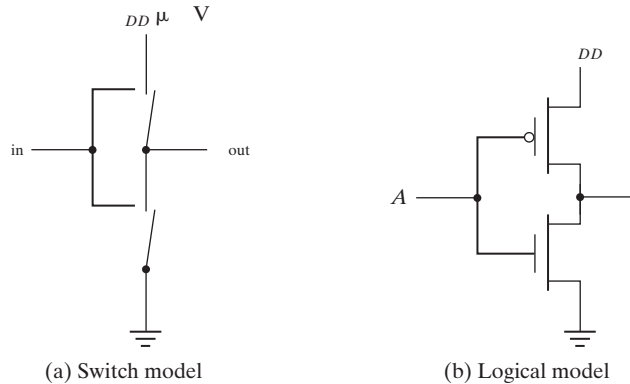 DD µ V
DD
in
out
A
(a) Switch model
(b) Logical model